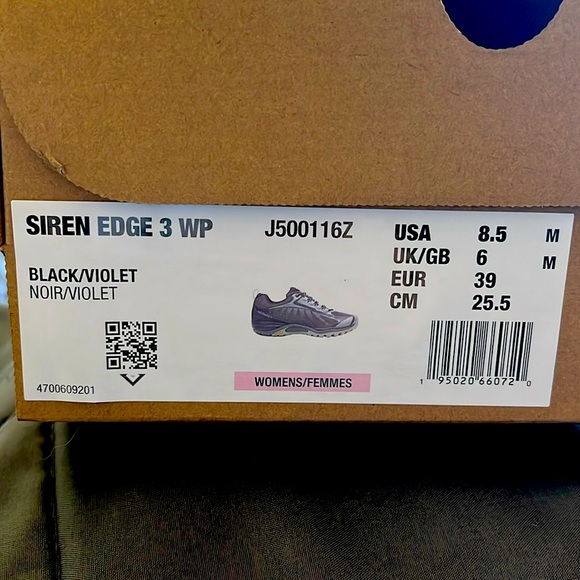 SIREN EDGE 3 WP J500116Z
USA 8.5 M
UK/GB 6 M
EUR 39
CM 25.5
BLACK/VIOLET
NOIR/VIOLET
4700609201
WOMENS/FEMMES
1 95020 66072 0